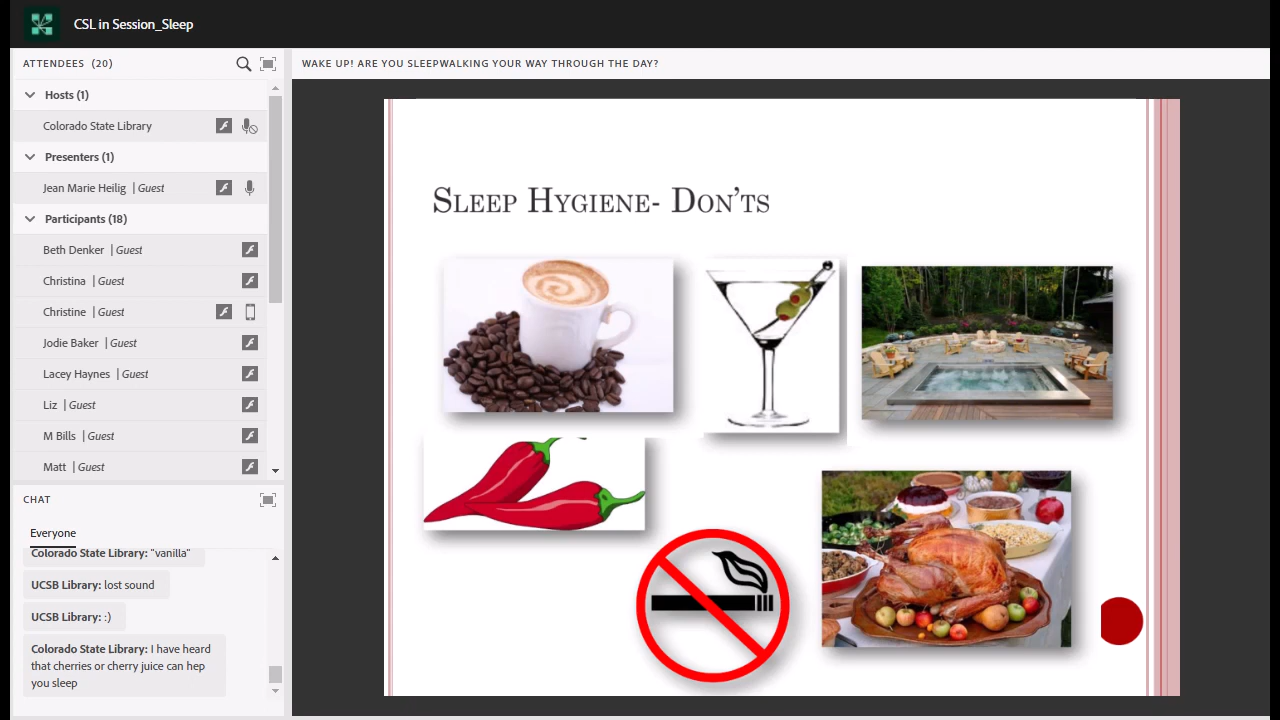 CSL in Session_Sleep
ATTENDEES (20)
Hosts (1)
Colorado State Library
Presenters (1)
Jean Marie Heilig | Guest
Participants (18)
Beth Denker | Guest
Christina | Guest
Christine | Guest
Jodie Baker | Guest
Lacey Haynes | Guest
Liz | Guest
M Bills | Guest
Matt | Guest
CHAT
Everyone
Colorado State Library: "vanilla"
UCSB Library: lost sound
UCSB Library: :)
Colorado State Library: I have heard
that cherries or cherry juice can hep
you sleep
WAKE UP! ARE YOU SLEEPWALKING YOUR WAY THROUGH THE DAY?
SLEEP HYGIENE- DON'TS